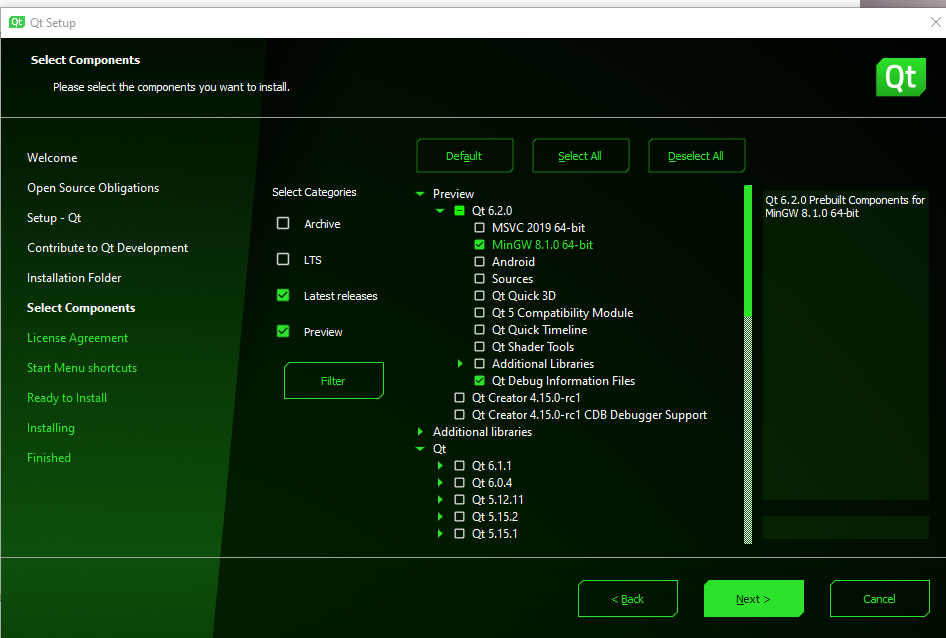 Qt Qt Setup
Select Components
Please select the components you want to install.
Qt
Welcome
Open Source Obligations
Setup - Qt
Contribute to Qt Development
Installation Folder
Select Components
License Agreement
Start Menu shortcuts
Ready to Install
Installing
Finished
Select Categories
Archive
LTS
Latest releases
Preview
Filter
Default
Select All
Deselect All
Preview
Qt 6.2.0
MSVC 2019 64-bit
MinGW 8.1.0 64-bit
Android
Sources
Qt Quick 3D
Qt 5 Compatibility Module
Qt Quick Timeline
Qt Shader Tools
Additional Libraries
Qt Debug Information Files
Qt Creator 4.15.0-rc1
Qt Creator 4.15.0-rc1 CDB Debugger Support
Additional libraries
Qt
Qt 6.1.1
Qt 6.0.4
Qt 5.12.11
Qt 5.15.2
Qt 5.15.1
Qt 6.2.0 Prebuilt Components for
MinGW 8.1.0 64-bit
< Back
Next >
Cancel